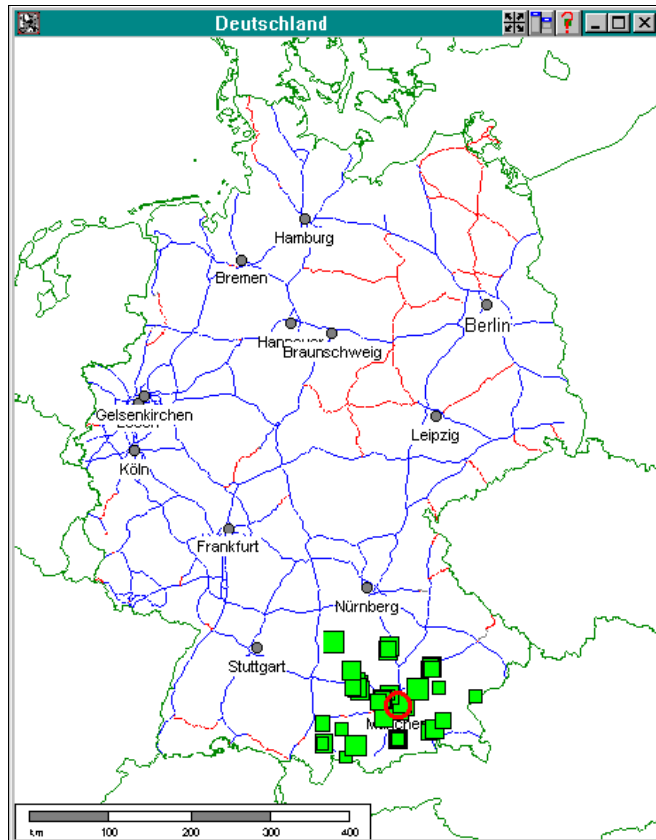 Deutschland
Hamburg
Bremen
Berlin
Braunschweig
Gelsenkirchen
Leipzig
Köln
Frankfurt
Nürnberg
Stuttgart
km 100 200 300 400